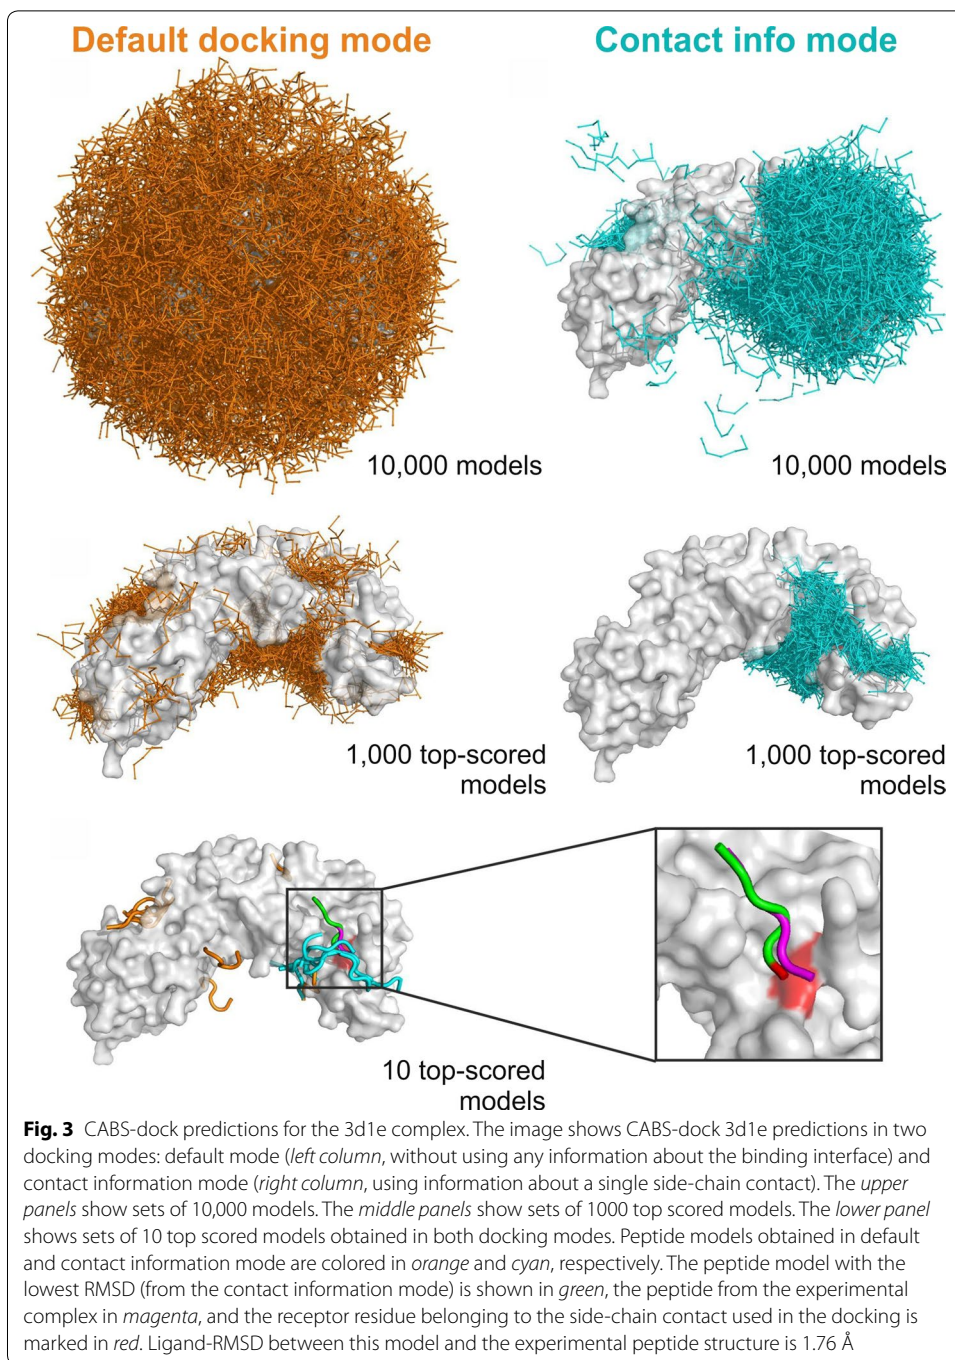 Default docking mode
Contact info mode
10,000 models
10,000 models
1,000 top-scored
models
1,000 top-scored
models
10 top-scored
models
Fig. 3 CABS-dock predictions for the 3d1e complex. The image shows CABS-dock 3d1e predictions in two
docking modes: default mode (left column, without using any information about the binding interface) and
contact information mode (right column, using information about a single side-chain contact). The upper
panels show sets of 10,000 models. The middle panels show sets of 1000 top scored models. The lower panel
shows sets of 10 top scored models obtained in both docking modes. Peptide models obtained in default
and contact information mode are colored in orange and cyan, respectively. The peptide model with the
lowest RMSD (from the contact information mode) is shown in green, the peptide from the experimental
complex in magenta, and the receptor residue belonging to the side-chain contact used in the docking is
marked in red. Ligand-RMSD between this model and the experimental peptide structure is 1.76 Å